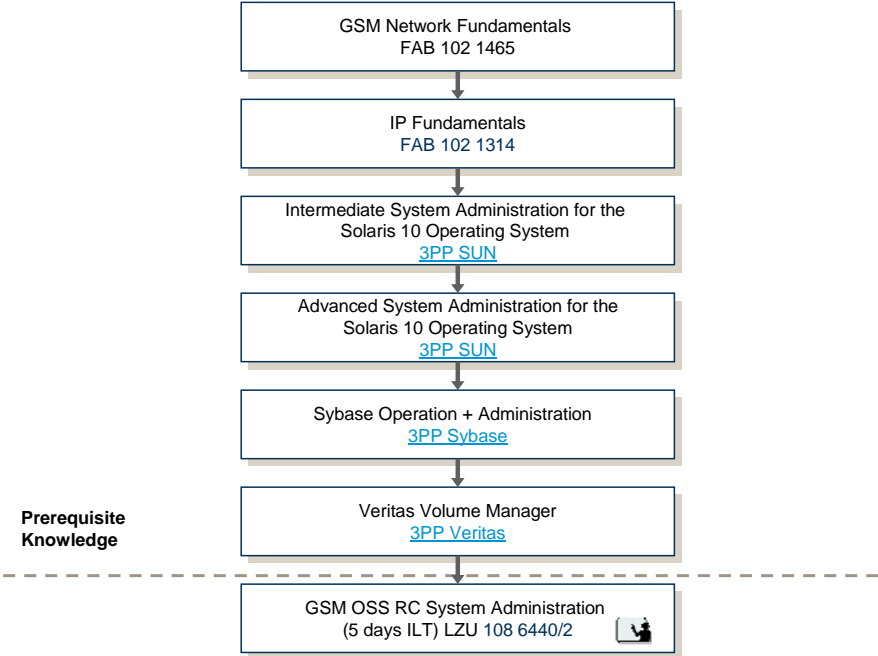 GSM Network Fundamentals
FAB 102 1465
IP Fundamentals
FAB 102 1314
Intermediate System Administration for the
Solaris 10 Operating System
3PP SUN
Advanced System Administration for the
Solaris 10 Operating System
3PP SUN
Sybase Operation + Administration
3PP Sybase
Veritas Volume Manager
3PP Veritas
Prerequisite
Knowledge
GSM OSS RC System Administration
(5 days ILT) LZU 108 6440/2